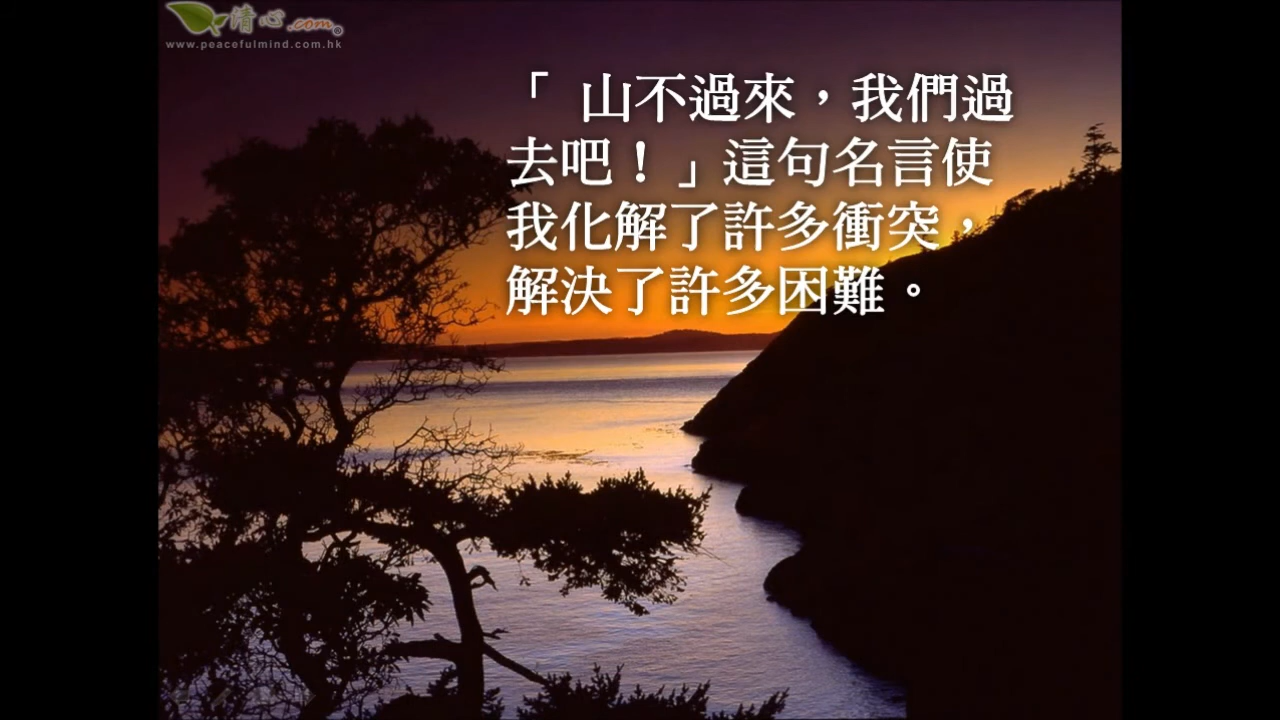 清心.com
www.peacefulmind.com.hk
「 山不過來，我們過
去吧！」這句名言使
我化解了許多衝突，
解決了許多困難。